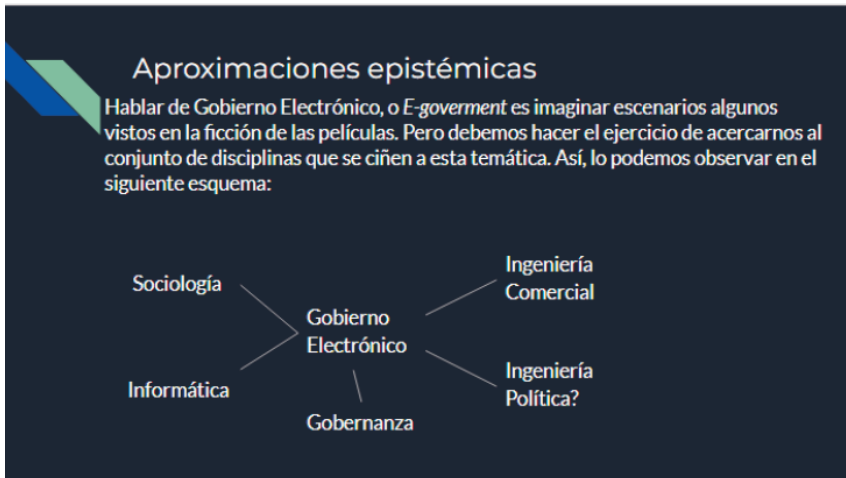 Aproximaciones epistémicas
Hablar de Gobierno Electrónico, o E-goverment es imaginar escenarios algunos
vistos en la ficción de las películas. Pero debemos hacer el ejercicio de acercarnos al
conjunto de disciplinas que se ciñen a esta temática. Así, lo podemos observar en el
siguiente esquema:
Sociología
Ingeniería
Comercial
Gobierno
Electrónico
Informática
Ingeniería
Política?
Gobernanza